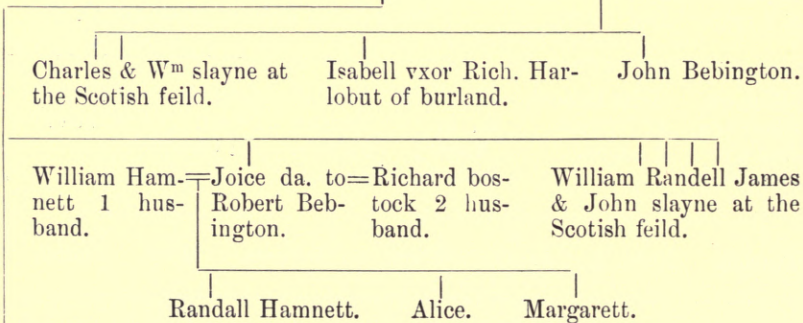 Charles & Wm slayne at the Scotish feild.
Isabell vxor Rich. Har-
lobut of burland.
John Bebington.
William Ham-
nett 1 hus-
band.
Joice da. to
Robert Beb-
ington.
Richard bos-
tock 2 hus-
band.
William Randell James
& John slayne at the
Scotish feild.
Randall Hamnett.
Alice.
Margarett.